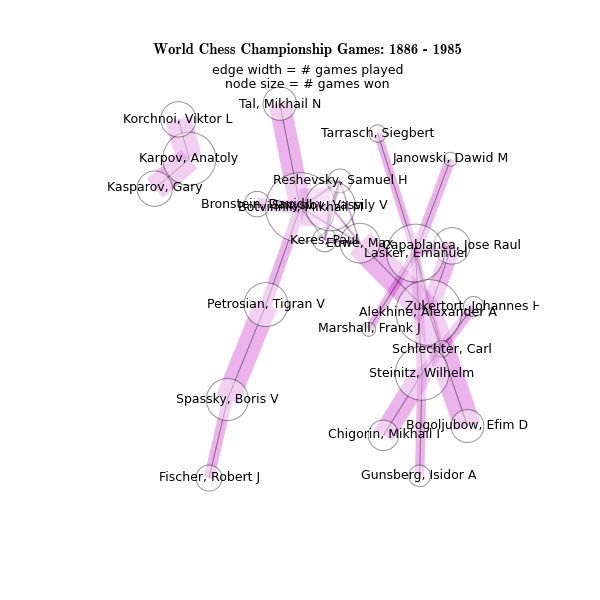 World Chess Championship Games: 1886 - 1985
edge width = # games played
node size = # games won
Tal, Mikhail N
Korchnoi, Viktor L
Tarrasch, Siegbert
Karpov, Anatoly
Janowski, Dawid M
Reshevsky, Samuel H
Kasparov, Gary
Bronstein, David
Botvinnik, Mikhail M
Vassily V
Keres, Paul
Euwe, Max
Capablanca, Jose Raul
Lasker, Emanuel
Petrosian, Tigran V
Zukertort, Johannes H
Alekhine, Alexander A
Marshall, Frank J
Schlechter, Carl
Steinitz, Wilhelm
Spassky, Boris V
Bogoljubow, Efim D
Chigorin, Mikhail I
Gunsberg, Isidor A
Fischer, Robert J